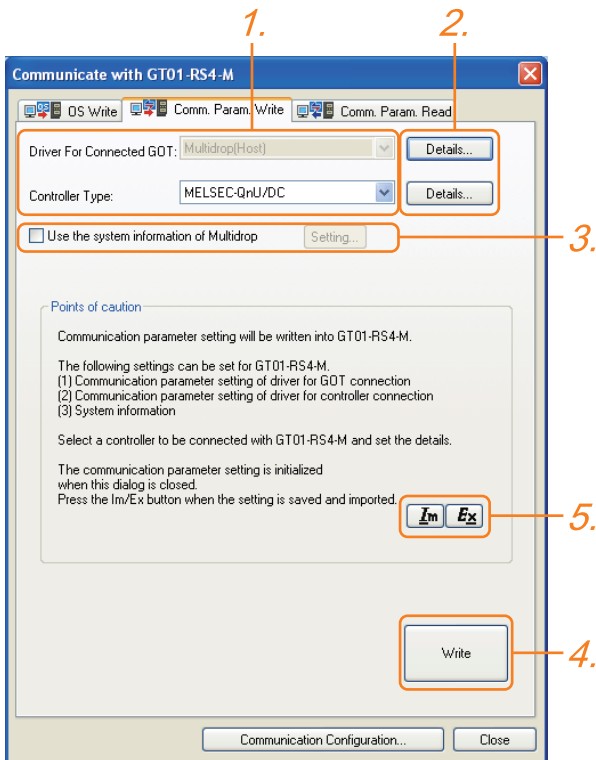 1.
2.
Communicate with GT01-RS4-M
OS Write
Comm. Param. Write
Comm. Param. Read
Driver For Connected GOT: Multidrop(Host) Details...
Controller Type: MELSEC-QnU/DC Details...
Use the system information of Multidrop Setting...
3.
Points of caution
Communication parameter setting will be written into GT01-RS4-M.
The following settings can be set for GT01-RS4-M.
(1) Communication parameter setting of driver for GOT connection
(2) Communication parameter setting of driver for controller connection
(3) System information
Select a controller to be connected with GT01-RS4-M and set the details.
The communication parameter setting is initialized
when this dialog is closed.
Press the Im/Ex button when the setting is saved and imported.
Im Ex
5.
Write
4.
Communication Configuration... Close